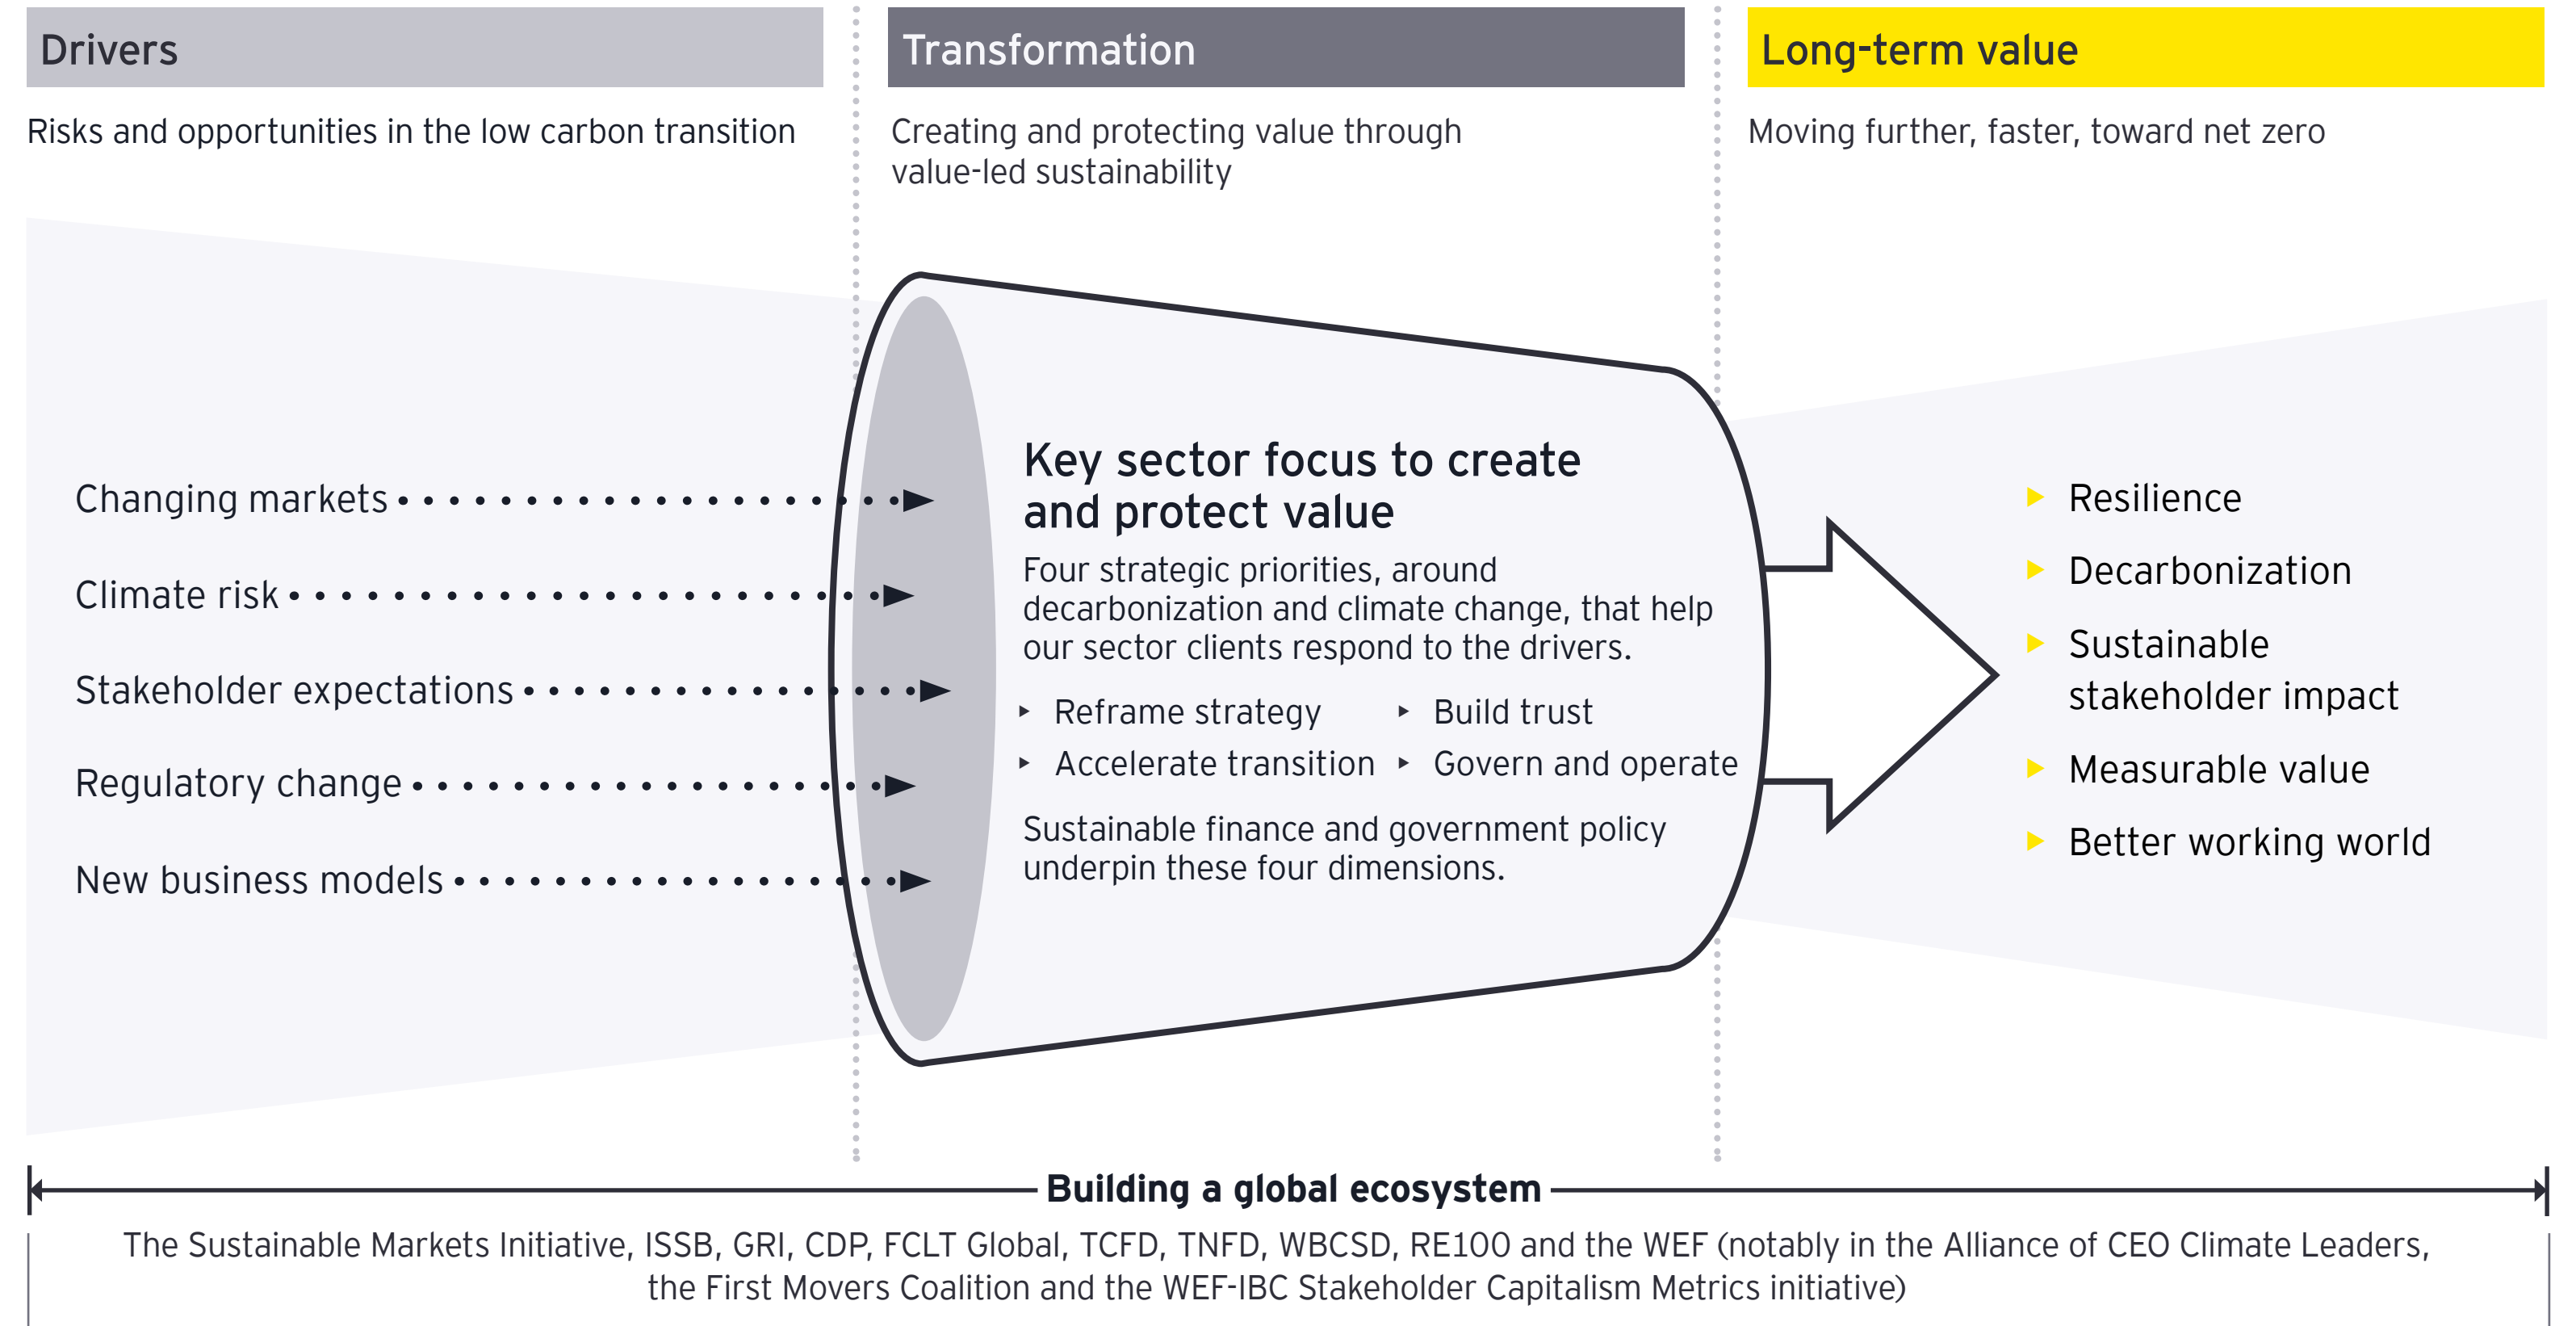 Drivers
Risks and opportunities in the low carbon transition
Changing markets
Climate risk
Stakeholder expectations
Regulatory change
New business models
Transformation
Creating and protecting value through
value-led sustainability
Key sector focus to create
and protect value
Four strategic priorities, around
decarbonization and climate change, that help
our sector clients respond to the drivers.
Reframe strategy
Accelerate transition
Build trust
Govern and operate
Sustainable finance and government policy
underpin these four dimensions.
Long-term value
Moving further, faster, toward net zero
Resilience
Decarbonization
Sustainable
stakeholder impact
Measurable value
Better working world
Building a global ecosystem
The Sustainable Markets Initiative, ISSB, GRI, CDP, FCLT Global, TCFD, TNFD, WBCSD, RE100 and the WEF (notably in the Alliance of CEO Climate Leaders,
the First Movers Coalition and the WEF-IBC Stakeholder Capitalism Metrics initiative)